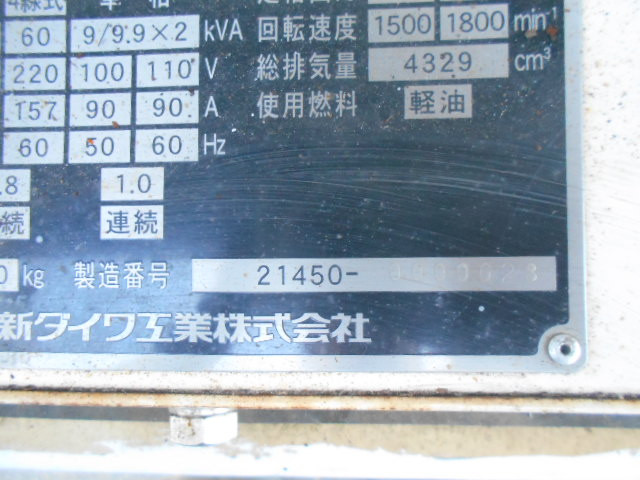 60 9/9.9×2 kVA 回転速度 1500 1800 min⁻¹
220 100 110 V 総排気量 4329 cm³
157 90 90 A 使用燃料 軽油
60 50 60 Hz
.8 1.0
続 連続
0 kg 製造番号 21450-
新ダイワ工業株式会社